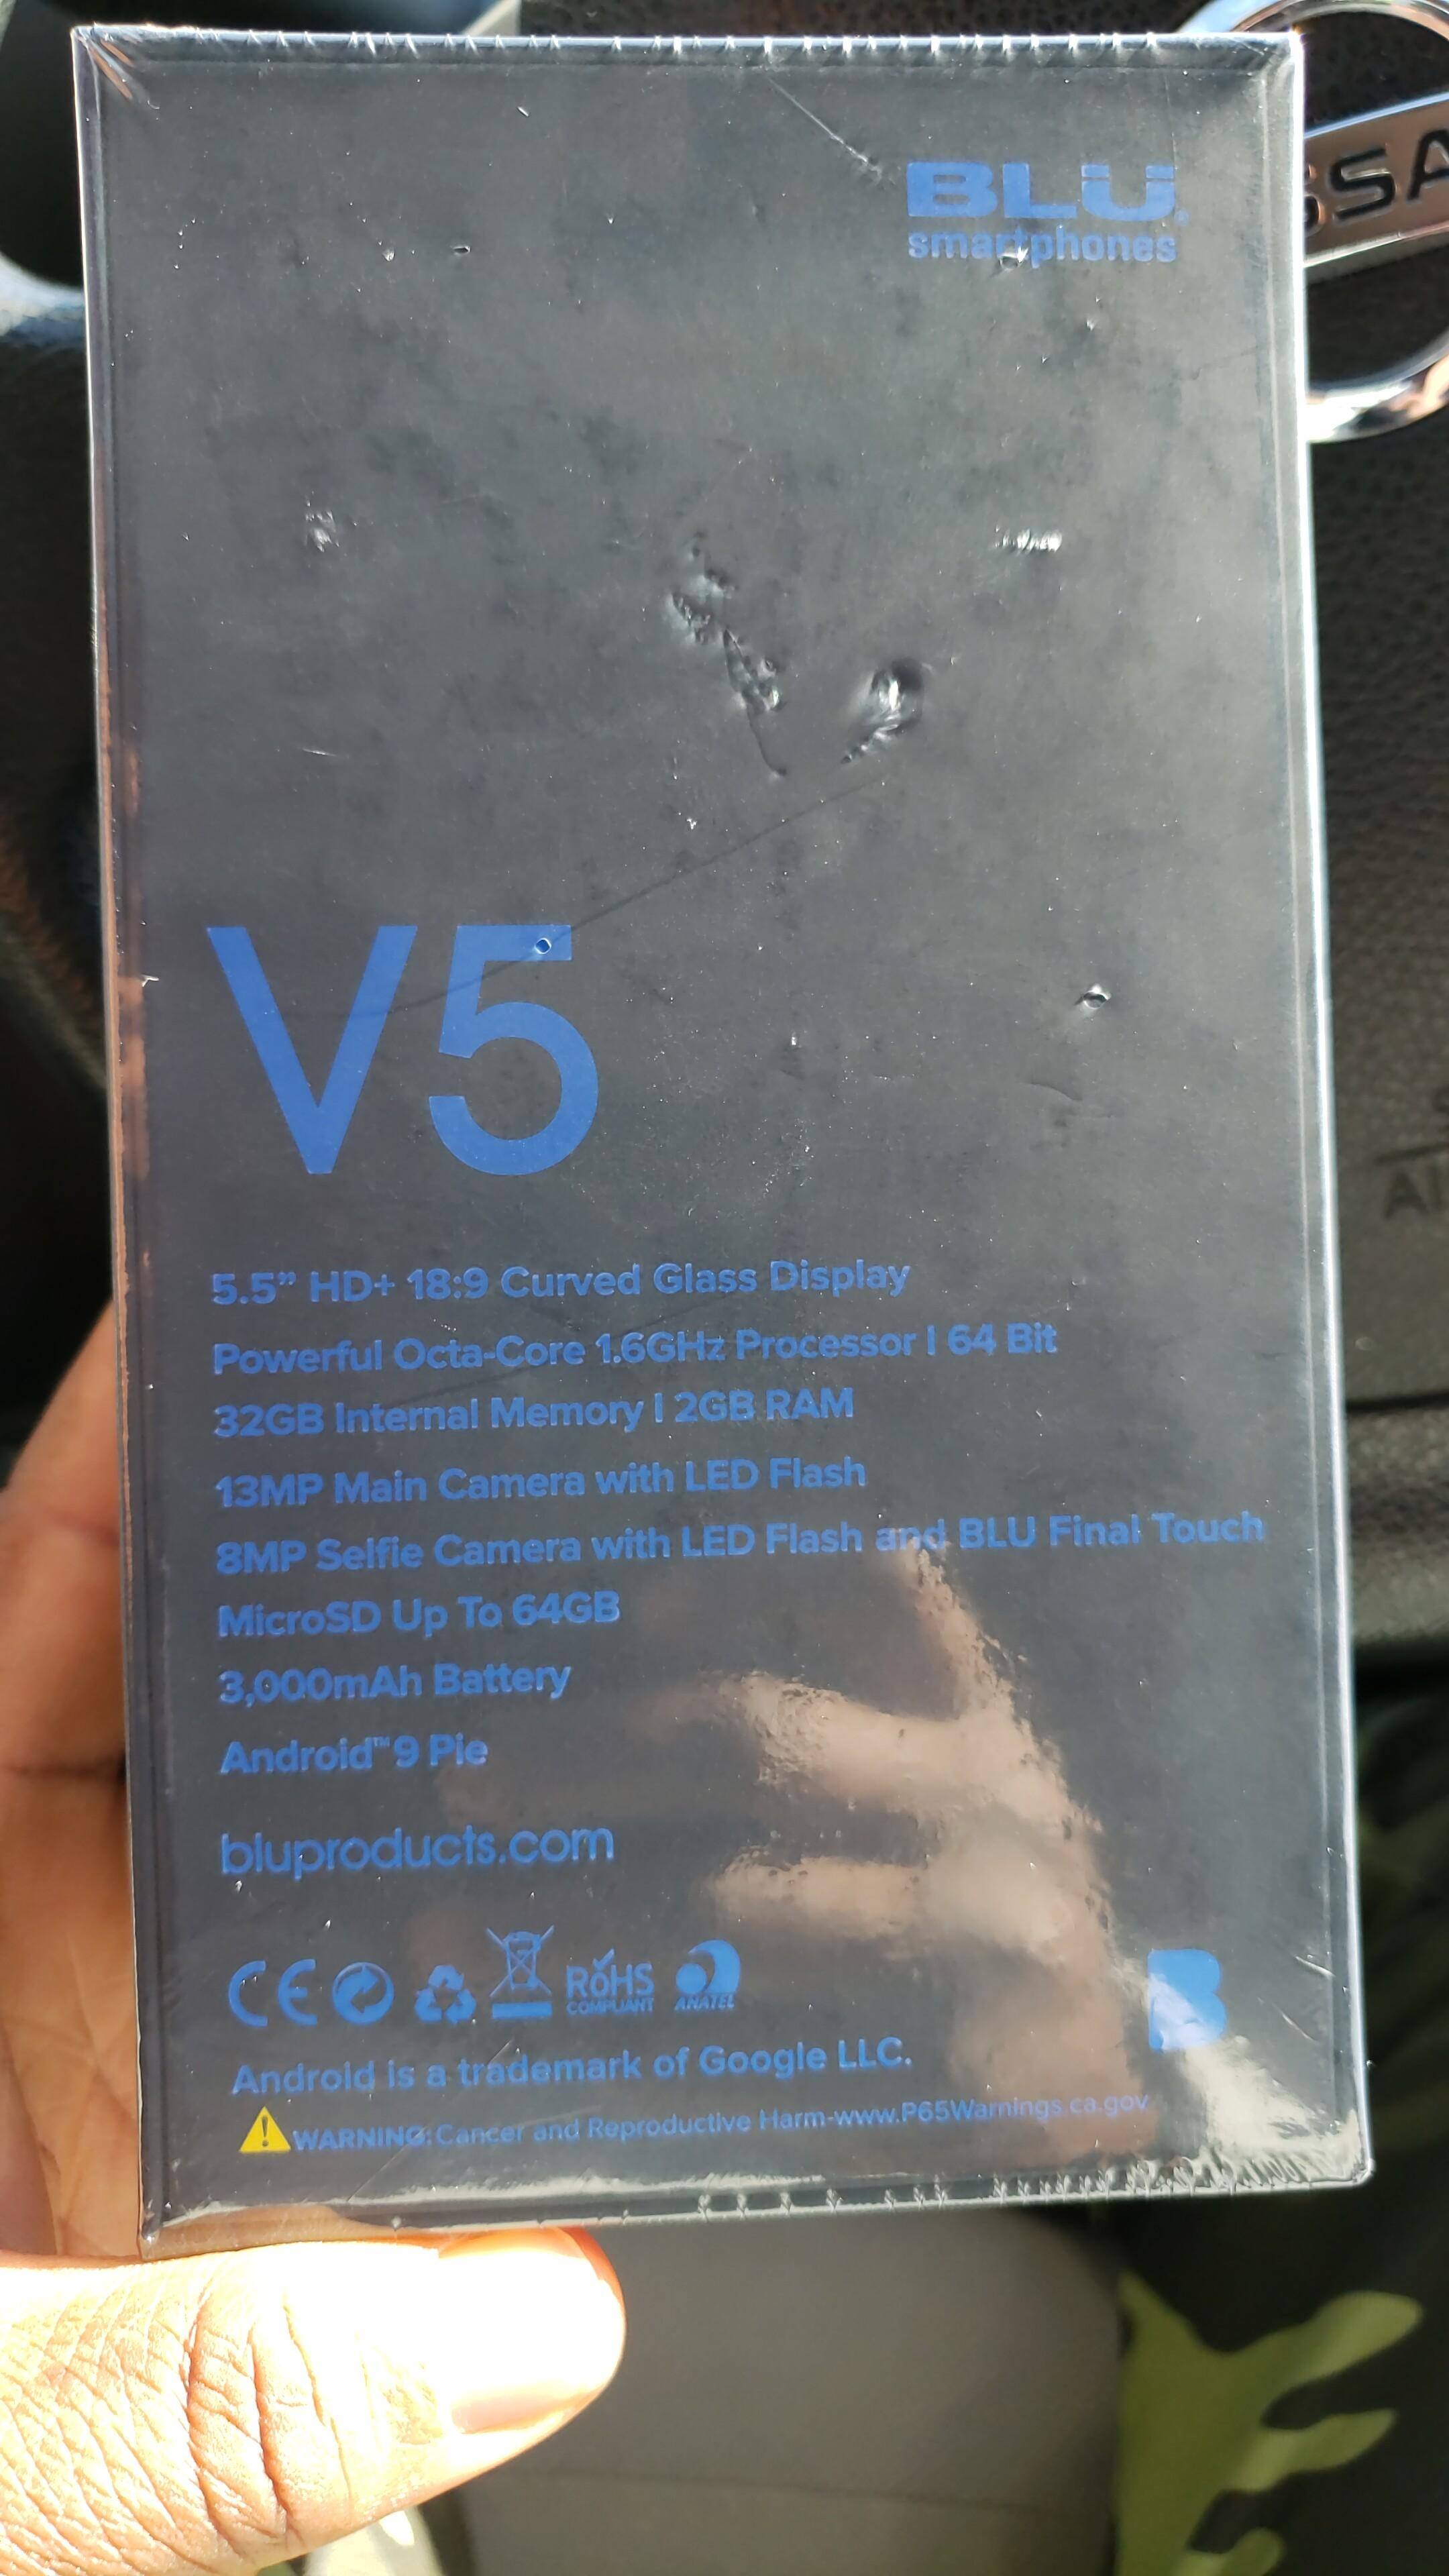 BLU
smartphones
SSA
V5
5.5” HD+ 18:9 Curved Glass Display
Powerful Octa-Core 1.6GHz Processor | 64 Bit
32GB Internal Memory | 2GB RAM
13MP Main Camera with LED Flash
8MP Selfie Camera with LED Flash and BLU Final Touch
MicroSD Up To 64GB
3,000mAh Battery
Android™ 9 Pie
bluproducts.com
CE
RoHS
COMPLIANT
ANATEL
B
Android is a trademark of Google LLC.
WARNING: Cancer and Reproductive Harm-www.P65Warnings.ca.gov